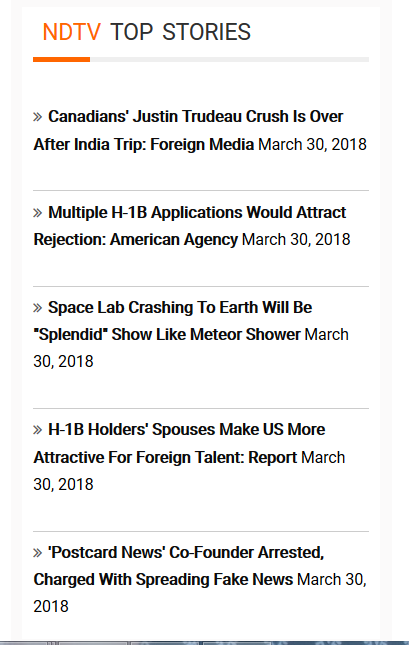 NDTV TOP STORIES
» Canadians' Justin Trudeau Crush Is Over
After India Trip: Foreign Media March 30, 2018
» Multiple H-1B Applications Would Attract
Rejection: American Agency March 30, 2018
» Space Lab Crashing To Earth Will Be
"Splendid" Show Like Meteor Shower March
30, 2018
» H-1B Holders' Spouses Make US More
Attractive For Foreign Talent: Report March
30, 2018
» 'Postcard News' Co-Founder Arrested,
Charged With Spreading Fake News March 30,
2018